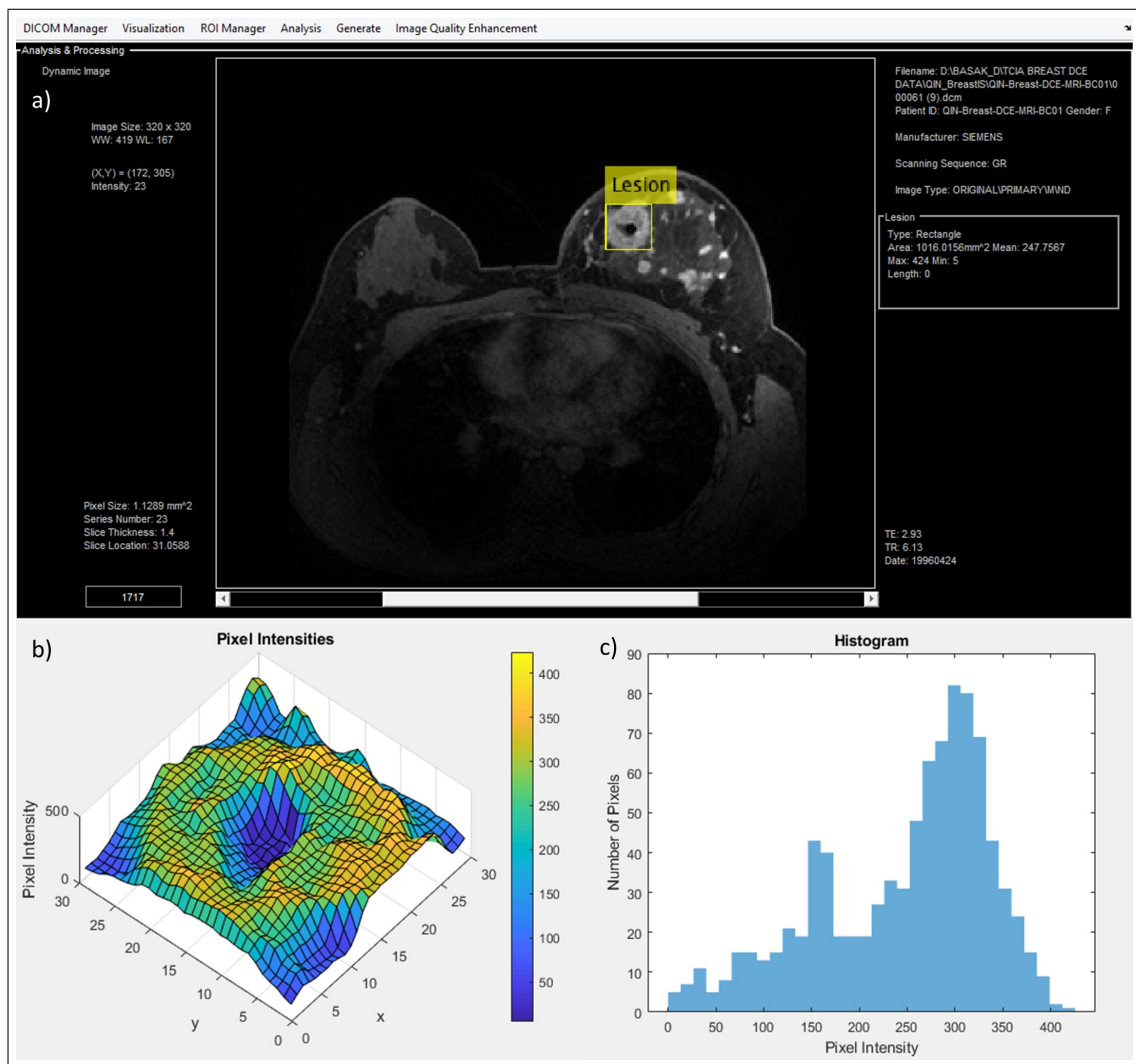 DICOM Manager Visualization ROI Manager Analysis Generate Image Quality Enhancement
Analysis & Processing
Dynamic Image
a)
Image Size: 320 x 320
WW: 419 WL: 167
(X,Y) = (172, 305)
Intensity: 23
Lesion
Filename: D:\BASAK_D\TCIA BREAST DCE
DATA\QIN_BreastIS\QIN-Breast-DCE-MRI-BC01\0
00061 (9).dcm
Patient ID: QIN-Breast-DCE-MRI-BC01 Gender: F
Manufacturer: SIEMENS
Scanning Sequence: GR
Image Type: ORIGINAL\PRIMARY\M\ND
Lesion
Type: Rectangle
Area: 1016.0156mm^2 Mean: 247.7567
Max: 424 Min: 5
Length: 0
Pixel Size: 1.1289 mm^2
Series Number: 23
Slice Thickness: 1.4
Slice Location: 31.0588
1717
TE: 2.93
TR: 6.13
Date: 19960424
b)
Pixel Intensities
Pixel Intensity
500
0
30
25
20
15
10
5
0
y
0
5
10
15
20
25
30
x
400
350
300
250
200
150
100
50
c)
Histogram
Number of Pixels
90
80
70
60
50
40
30
20
10
0
0 50 100 150 200 250 300 350 400
Pixel Intensity